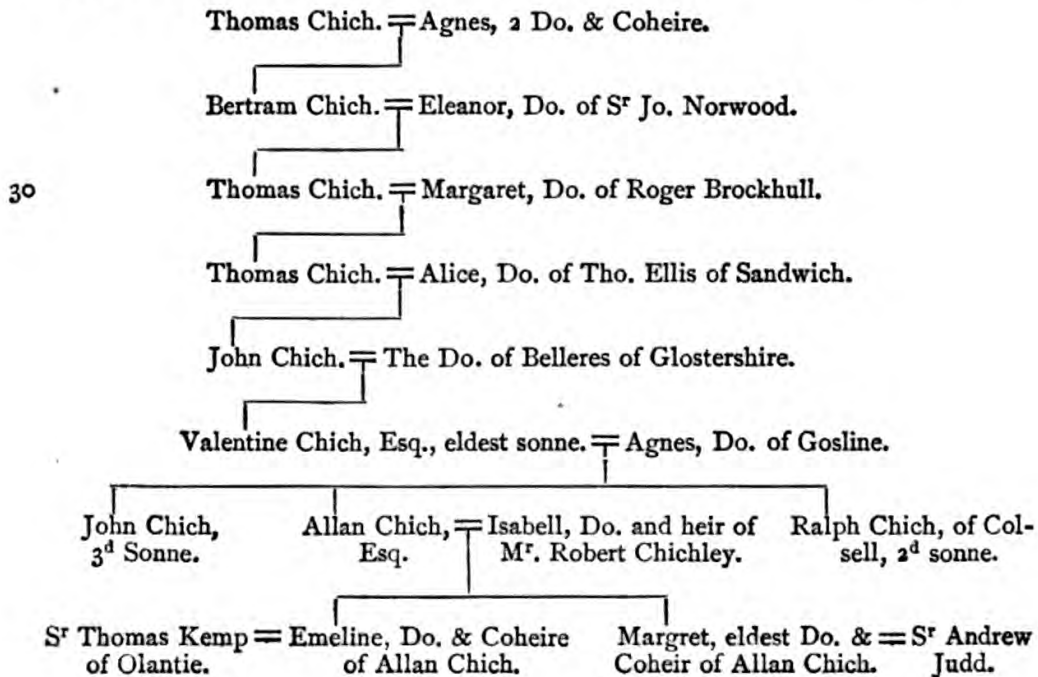 Thomas Chich. = Agnes, 2 Do. & Coheire.
Bertram Chich. = Eleanor, Do. of Sʳ Jo. Norwood.
30
Thomas Chich. = Margaret, Do. of Roger Brockhull.
Thomas Chich. = Alice, Do. of Tho. Ellis of Sandwich.
John Chich. = The Do. of Belleres of Glostershire.
Valentine Chich, Esq., eldest sonne. = Agnes, Do. of Gosline.
John Chich,
3ᵈ Sonne.
Allan Chich, =
Esq.
Isabell, Do. and heir of
Mʳ. Robert Chichley.
Ralph Chich, of Col-
sell, 2ᵈ sonne.
Sʳ Thomas Kemp =
of Olantie.
Emeline, Do. & Coheire
of Allan Chich.
Margret, eldest Do. & =
Coheir of Allan Chich.
Sʳ Andrew
Judd.